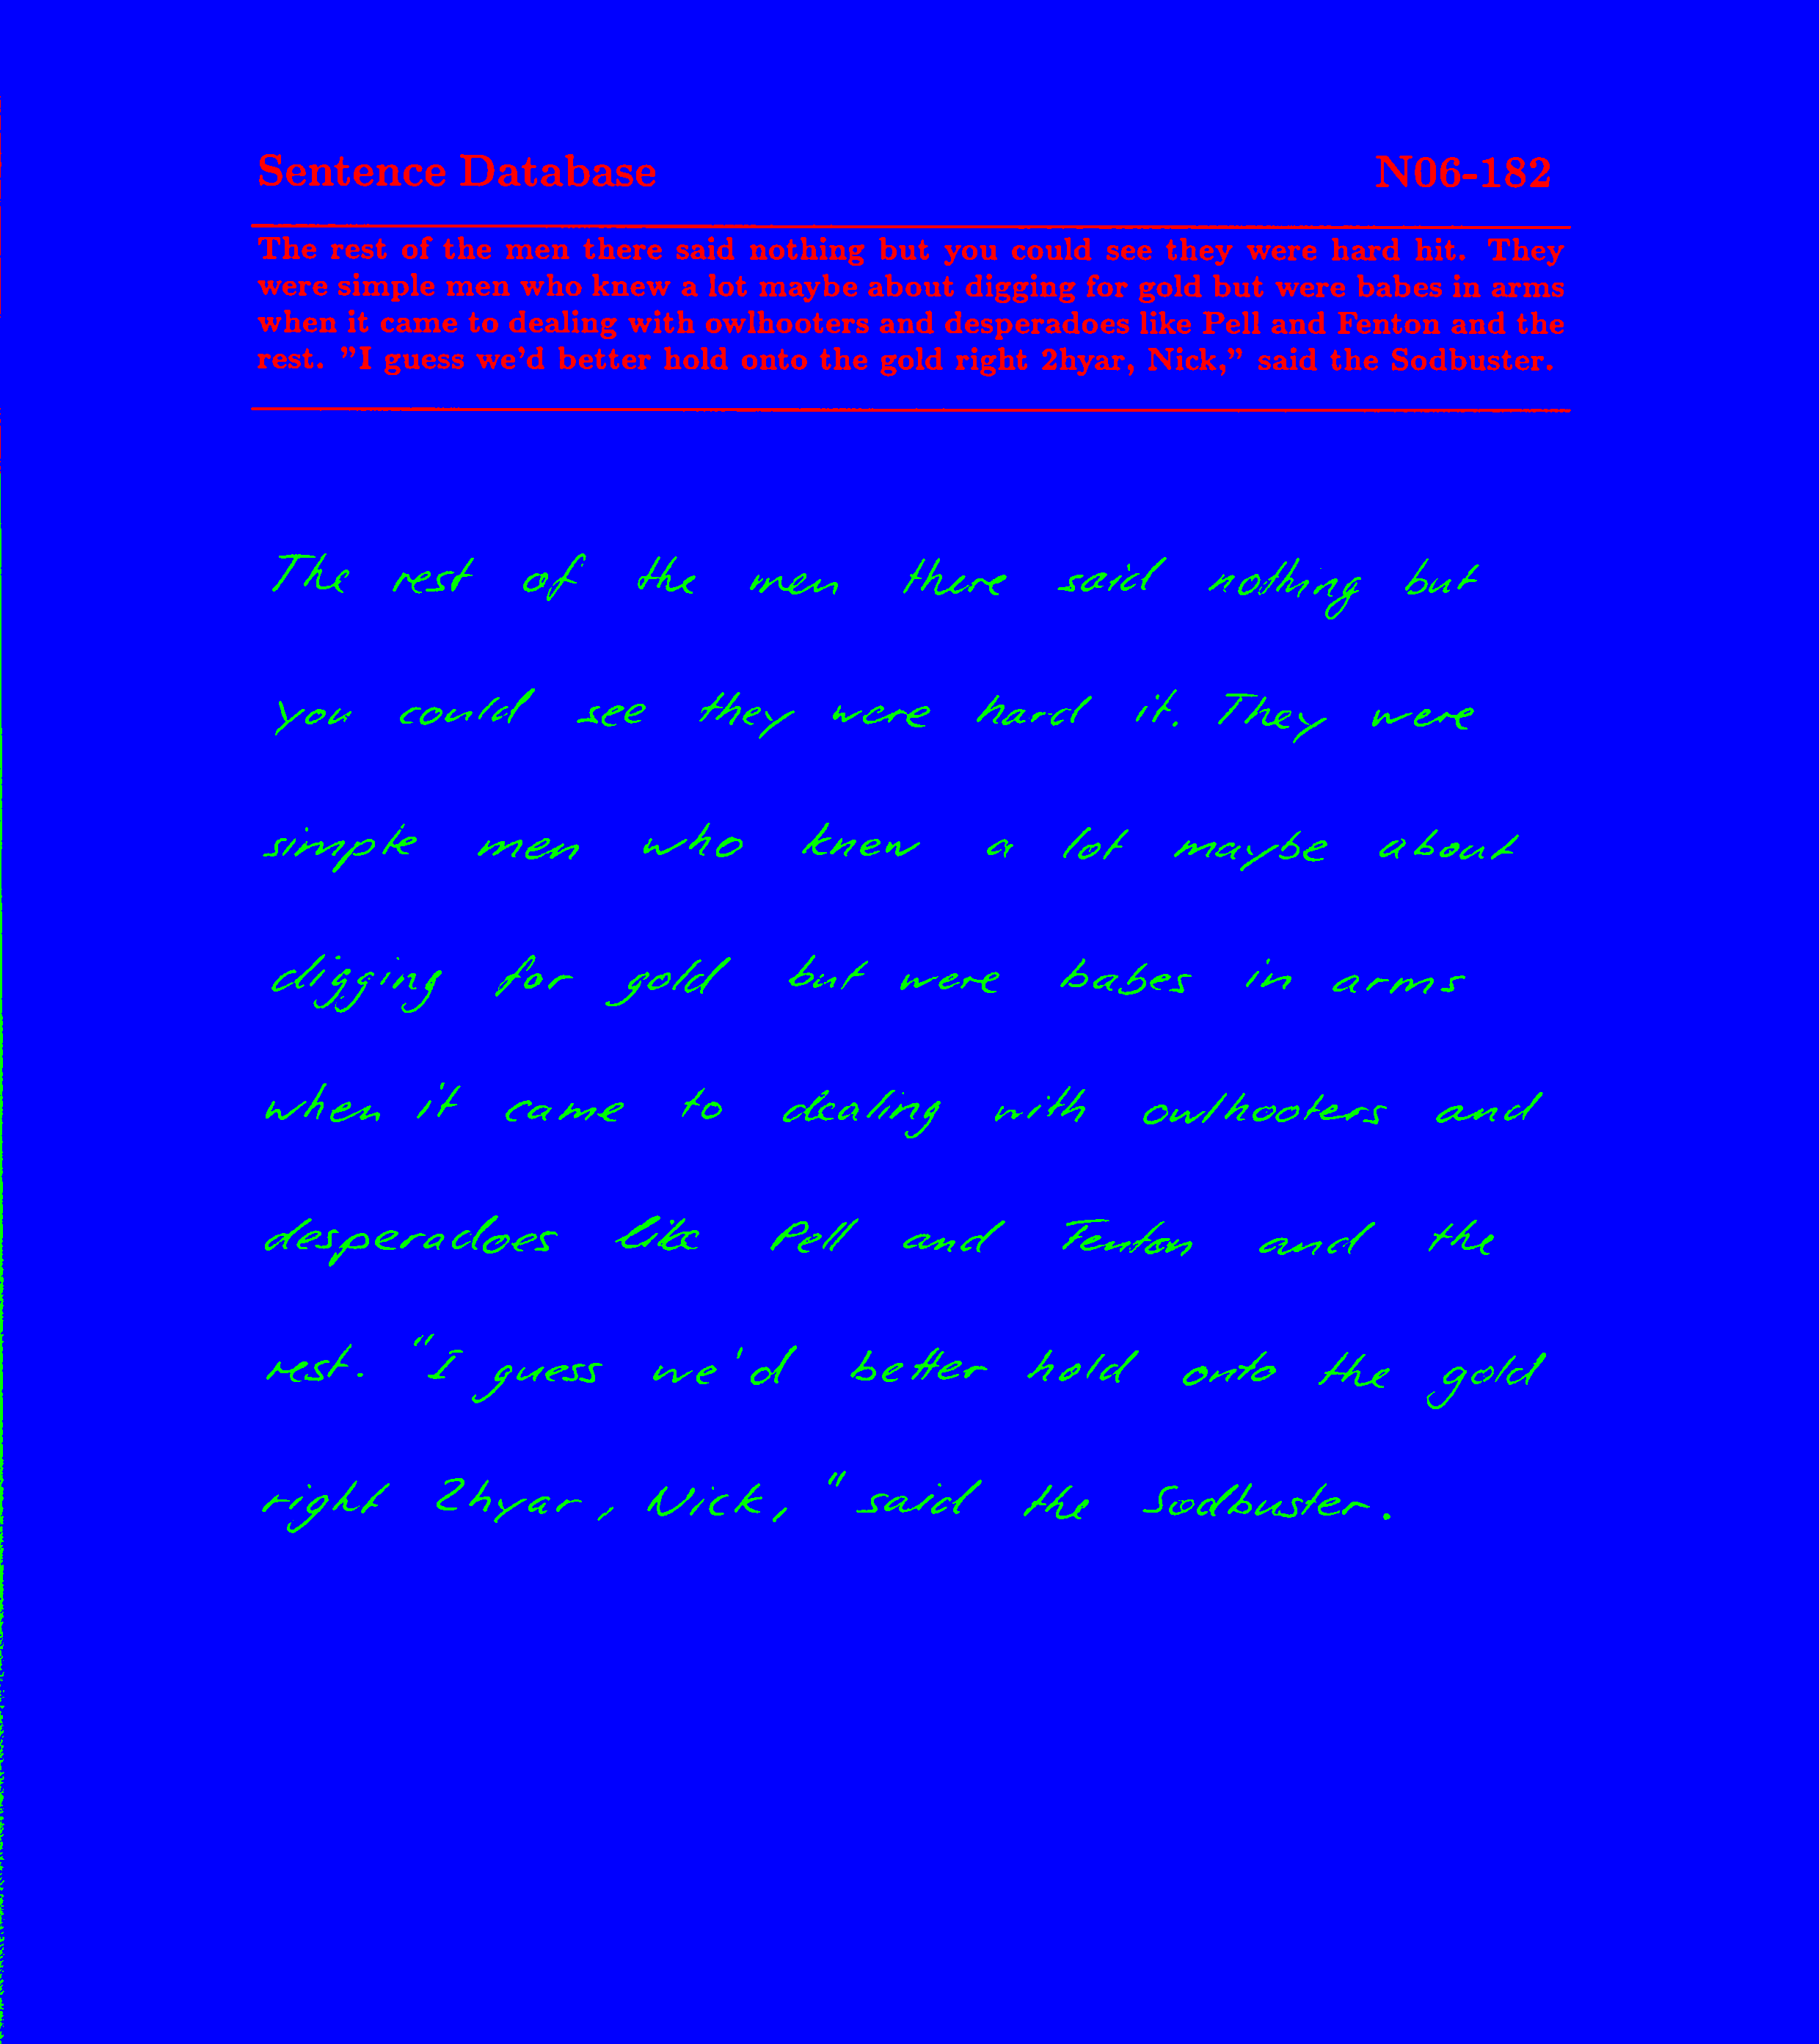 Sentence Database N06-182
The rest of the men there said nothing but you could see they were hard hit. They
were simple men who knew a lot maybe about digging for gold but were babes in arms
when it came to dealing with owlhooters and desperadoes like Pell and Fenton and the
rest. ”I guess we'd better hold onto the gold right 2hyar, Nick,” said the Sodbuster.
The rest of the men there said nothing but
you could see they were hard it. They were
simple men who knew a lot maybe about
digging for gold but were babes in arms
when it came to dealing with owlhooters and
desperadoes like Pell and Fenton and the
rest. "I guess we'd better hold onto the gold
right 2hyar, Nick," said the Sodbuster.